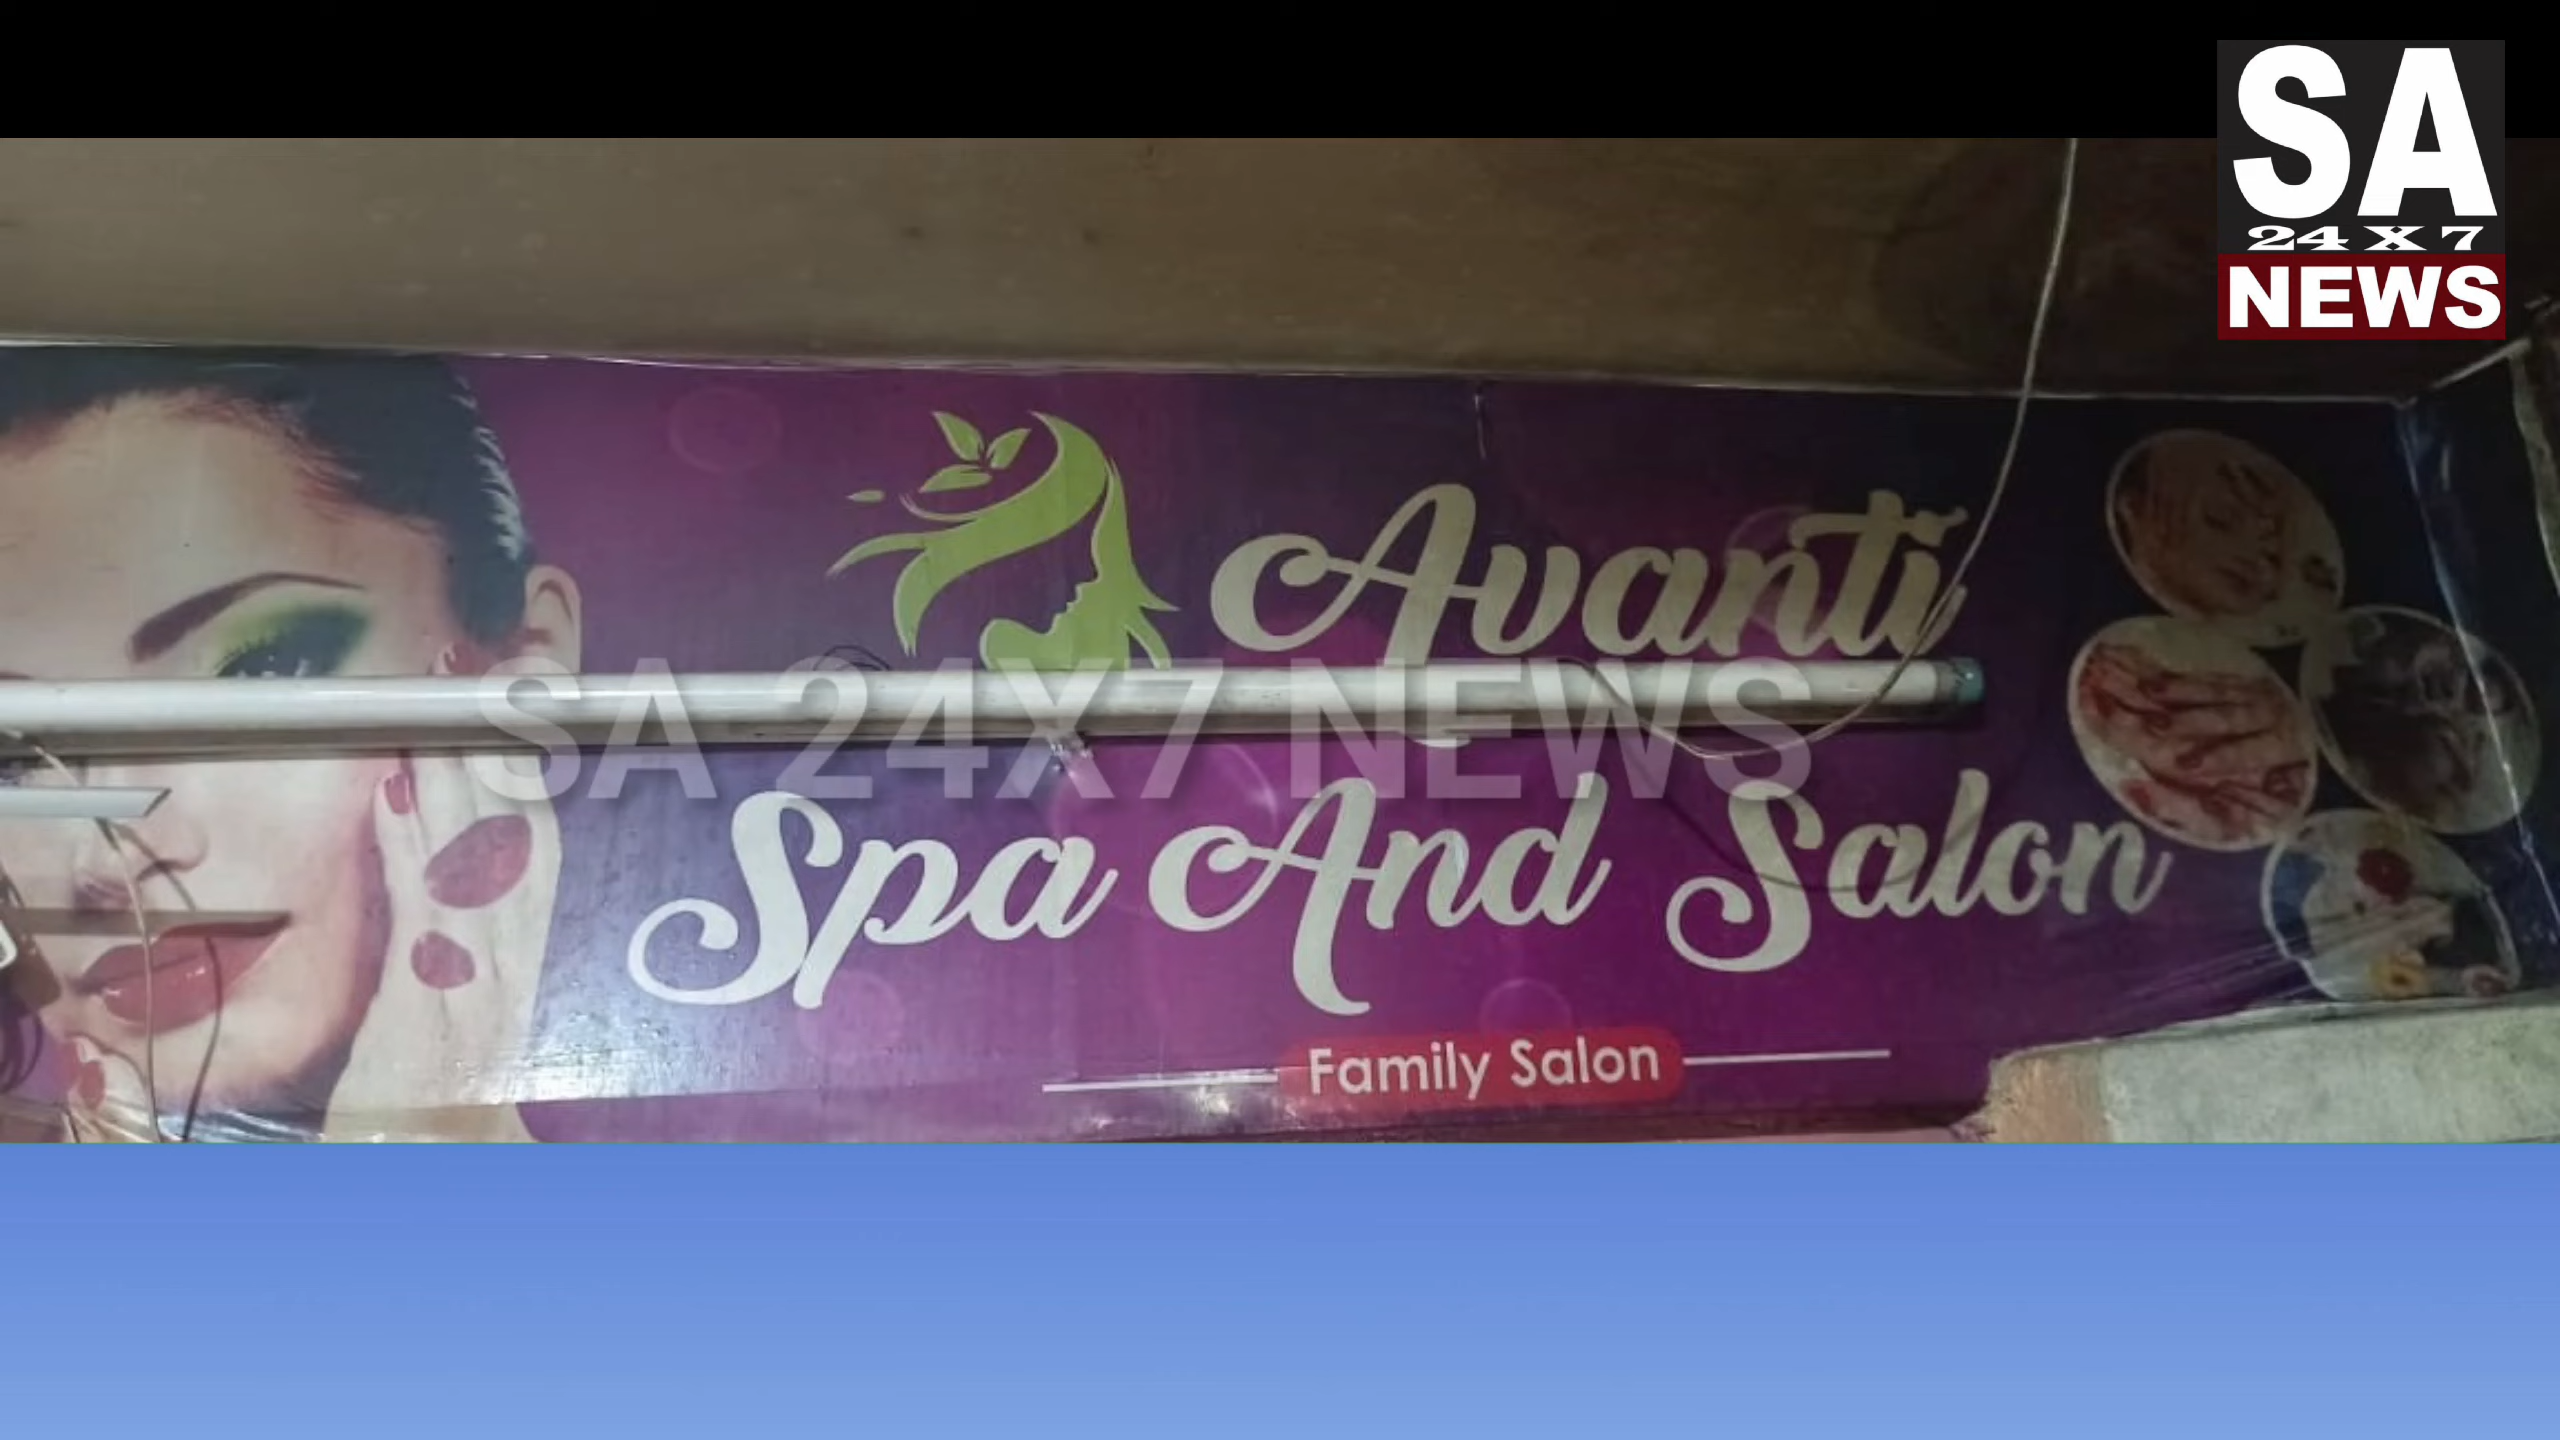 SA
24 X 7
NEWS
Avanti
SA 24X7 NEWS
Spa And Salon
Family Salon